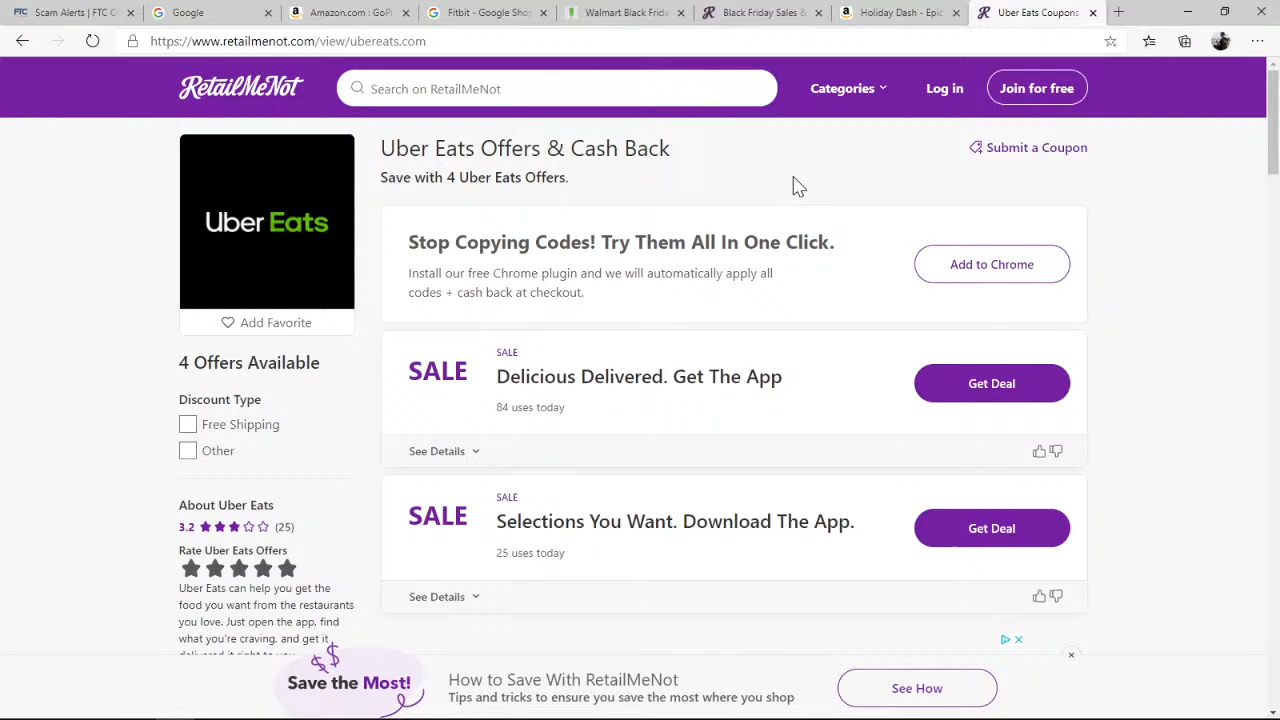 Scam Alerts | FTC C
Google
Amazon.com: GoP
Fitbit - Google Sho
Walmart Black Frida
Black Friday Sales &
Holiday Dash - Epic
Uber Eats Coupons
https://www.retailmenot.com/view/ubereats.com
RetailMeNot
Search on RetailMeNot
Categories
Log in
Join for free
Uber Eats
Add Favorite
Uber Eats Offers & Cash Back
Submit a Coupon
Save with 4 Uber Eats Offers.
Stop Copying Codes! Try Them All In One Click.
Install our free Chrome plugin and we will automatically apply all
codes + cash back at checkout.
Add to Chrome
4 Offers Available
Discount Type
Free Shipping
Other
SALE
SALE
Delicious Delivered. Get The App
84 uses today
Get Deal
See Details
SALE
SALE
Selections You Want. Download The App.
25 uses today
Get Deal
See Details
About Uber Eats
3.2 (25)
Rate Uber Eats Offers
Uber Eats can help you get the
food you want from the restaurants
you love. Just open the app, find
what you're craving, and get it
delivered it right to you
$$
Save the Most!
How to Save With RetailMeNot
Tips and tricks to ensure you save the most where you shop
See How